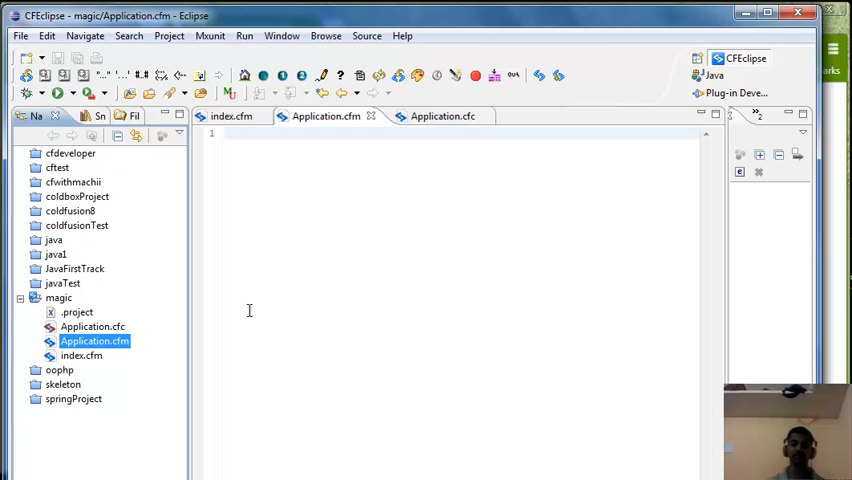 CFEclipse - magic/Application.cfm - Eclipse
File Edit Navigate Search Project Mxunit Run Window Browse Source Help
CFEclipse
Java
Plug-in Deve...
arks
Na Sn Fil
index.cfm Application.cfm Application.cfc
1
cfdeveloper
cftest
cfwithmachii
coldboxProject
coldfusion8
coldfusionTest
java
java1
JavaFirstTrack
javaTest
magic
.project
Application.cfc
Application.cfm
index.cfm
oophp
skeleton
springProject